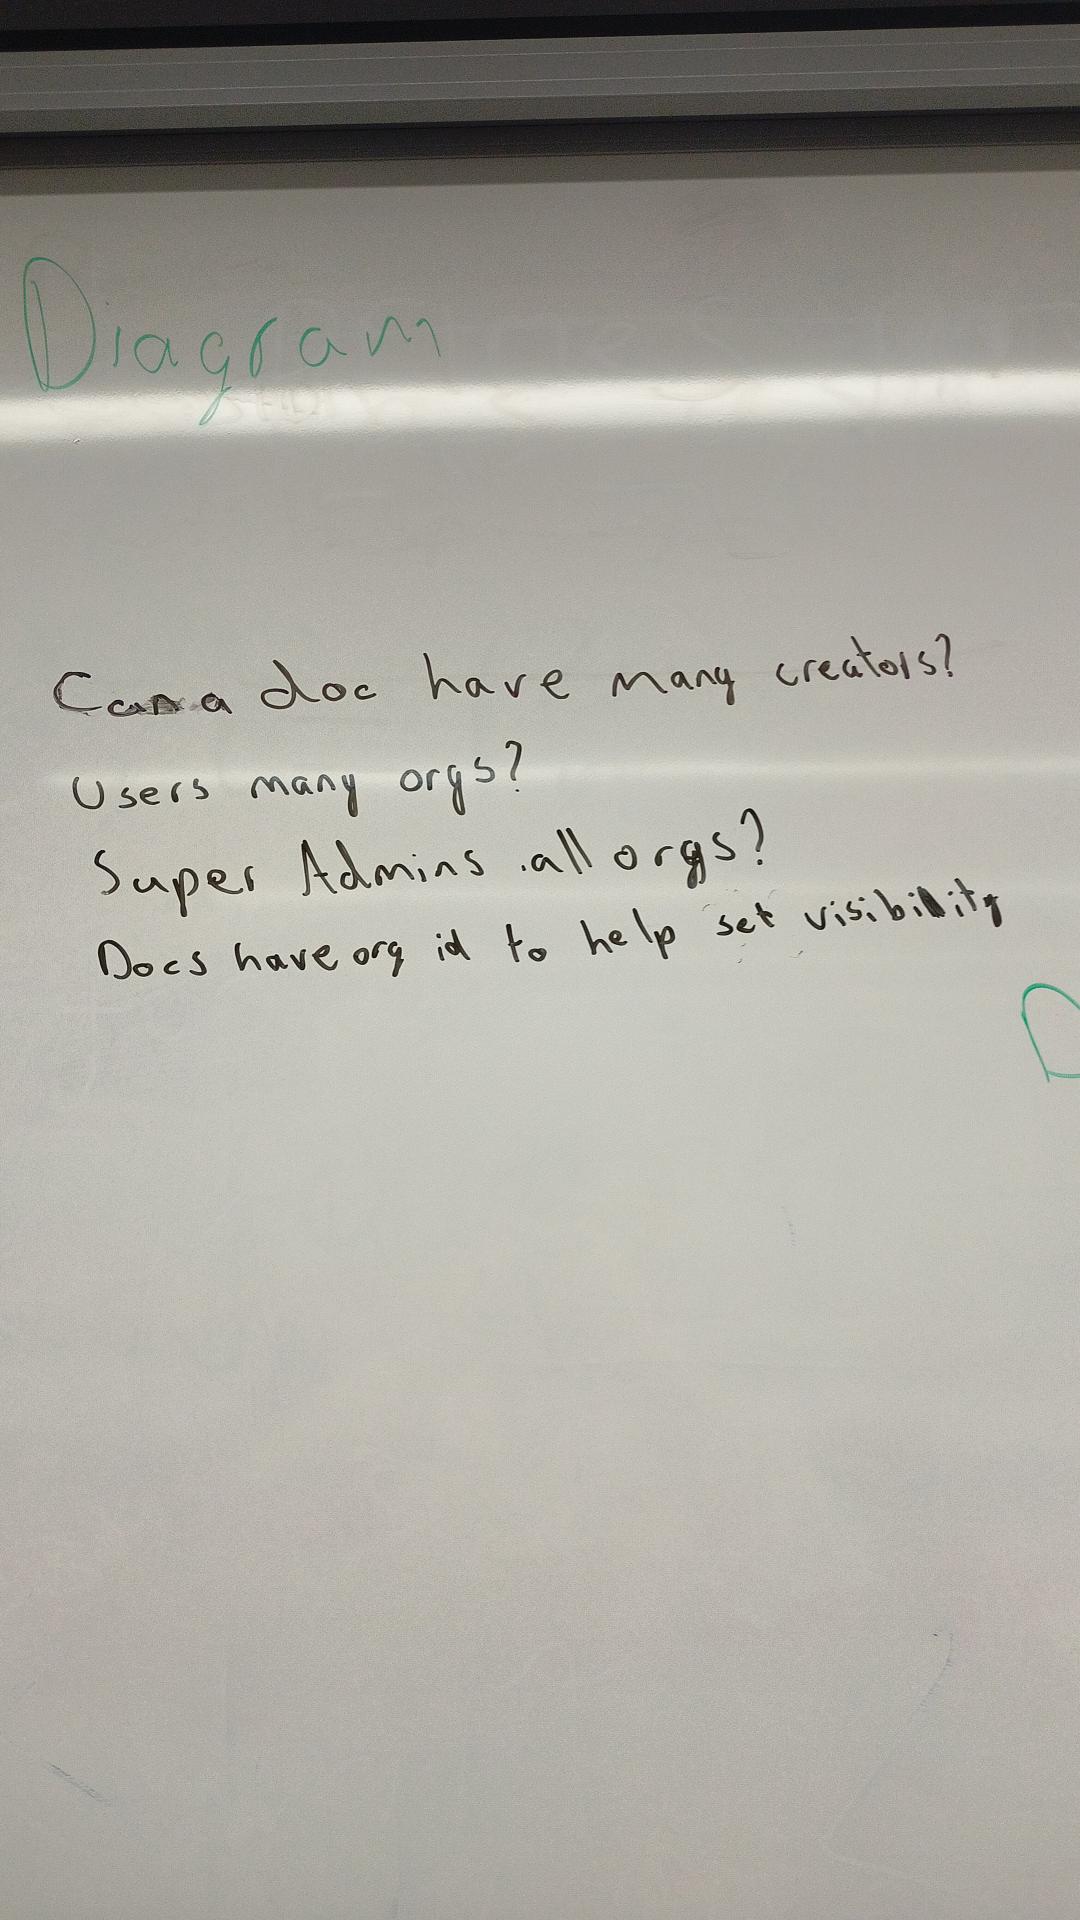 Diagram
Can a doc have many creators?
Users many orgs?
Super Admins all orgs?
Docs have org id to help set visibility